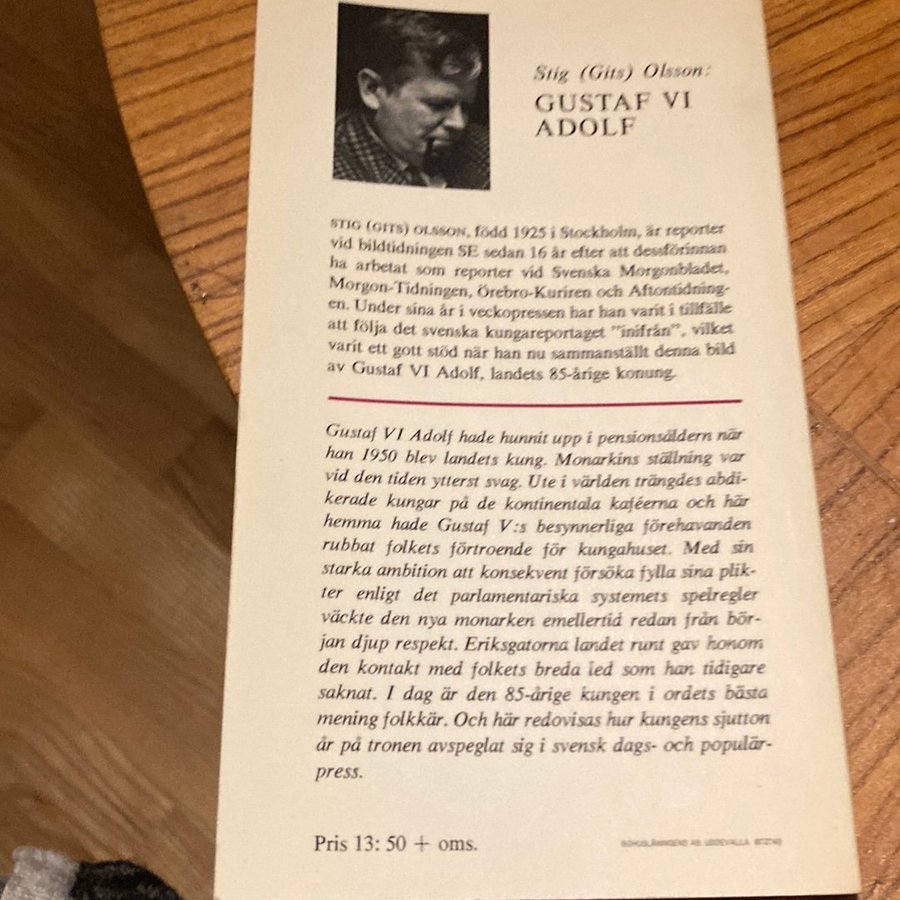 Stig (Gits) Olsson:
GUSTAF VI
ADOLF
STIG (GITS) OLSSON, född 1925 i Stockholm, är reporter
vid bildtidningen SE sedan 16 år efter att dessförinnan
ha arbetat som reporter vid Svenska Morgonbladet,
Morgon-Tidningen, Örebro-Kuriren och Aftontidning-
en. Under sina år i veckopressen har han varit i tillfälle
att följa det svenska kungareportaget ”inifrån”, vilket
varit ett gott stöd när han nu sammanställt denna bild
av Gustaf VI Adolf, landets 85-årige konung.
Gustaf VI Adolf hade hunnit upp i pensionsåldern när
han 1950 blev landets kung. Monarkins ställning var
vid den tiden ytterst svag. Ute i världen trängdes abdi-
kerade kungar på de kontinentala kaféerna och här
hemma hade Gustaf V:s besynnerliga förehavanden
rubbat folkets förtroende för kungahuset. Med sin
starka ambition att konsekvent försöka fylla sina plik-
ter enligt det parlamentariska systemets spelregler
väckte den nya monarken emellertid redan från bör-
jan djup respekt. Eriksgatorna landet runt gav honom
den kontakt med folkets breda led som han tidigare
saknat. I dag är den 85-årige kungen i ordets bästa
mening folkkär. Och här redovisas hur kungens sjutton
år på tronen avspeglat sig i svensk dags- och populär-
press.
Pris 13: 50 + oms.
BOHUSLÄNINGENS AB, UDDEVALLA